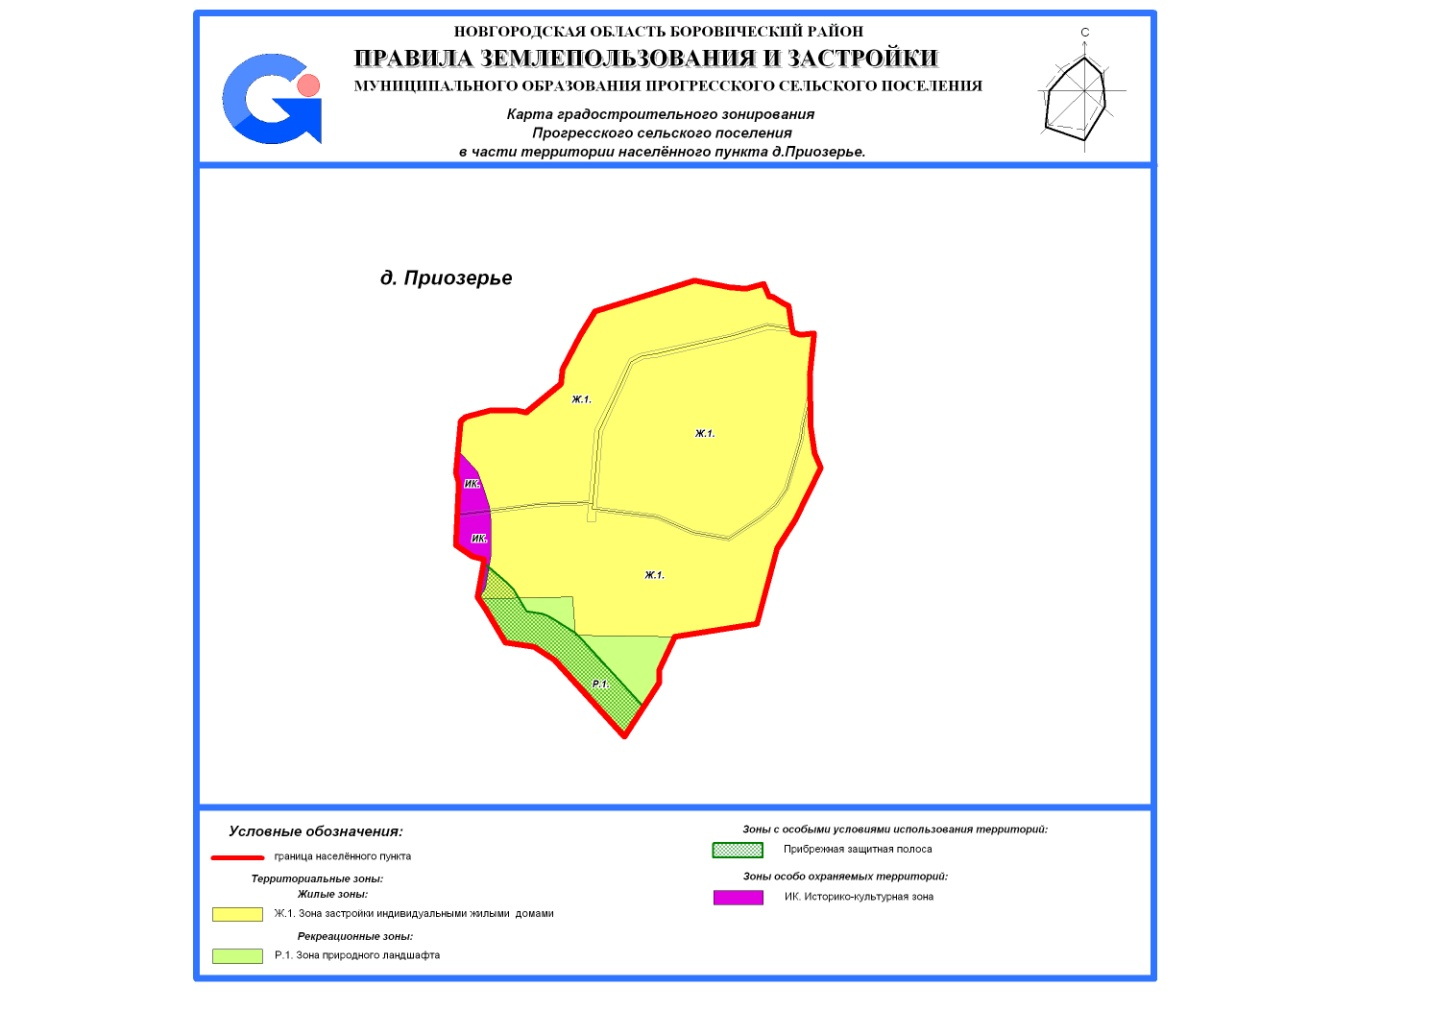 НОВГОРОДСКАЯ ОБЛАСТЬ БОРОВИЧЕСКИЙ РАЙОН
ПРАВИЛА ЗЕМЛЕПОЛЬЗОВАНИЯ И ЗАСТРОЙКИ
МУНИЦИПАЛЬНОГО ОБРАЗОВАНИЯ ПРОГРЕССКОГО СЕЛЬСКОГО ПОСЕЛЕНИЯ
Карта градостроительного зонирования
Прогресского сельского поселения
в части территории населённого пункта д.Приозерье.
С
д. Приозерье
Ж.1.
Ж.1.
ИК.
ИК.
Ж.1.
Р.1.
Условные обозначения:
граница населённого пункта
Территориальные зоны:
Жилые зоны:
Ж.1. Зона застройки индивидуальными жилыми домами
Рекреационные зоны:
Р.1. Зона природного ландшафта
Зоны с особыми условиями использования территорий:
Прибрежная защитная полоса
Зоны особо охраняемых территорий:
ИК. Историко-культурная зона